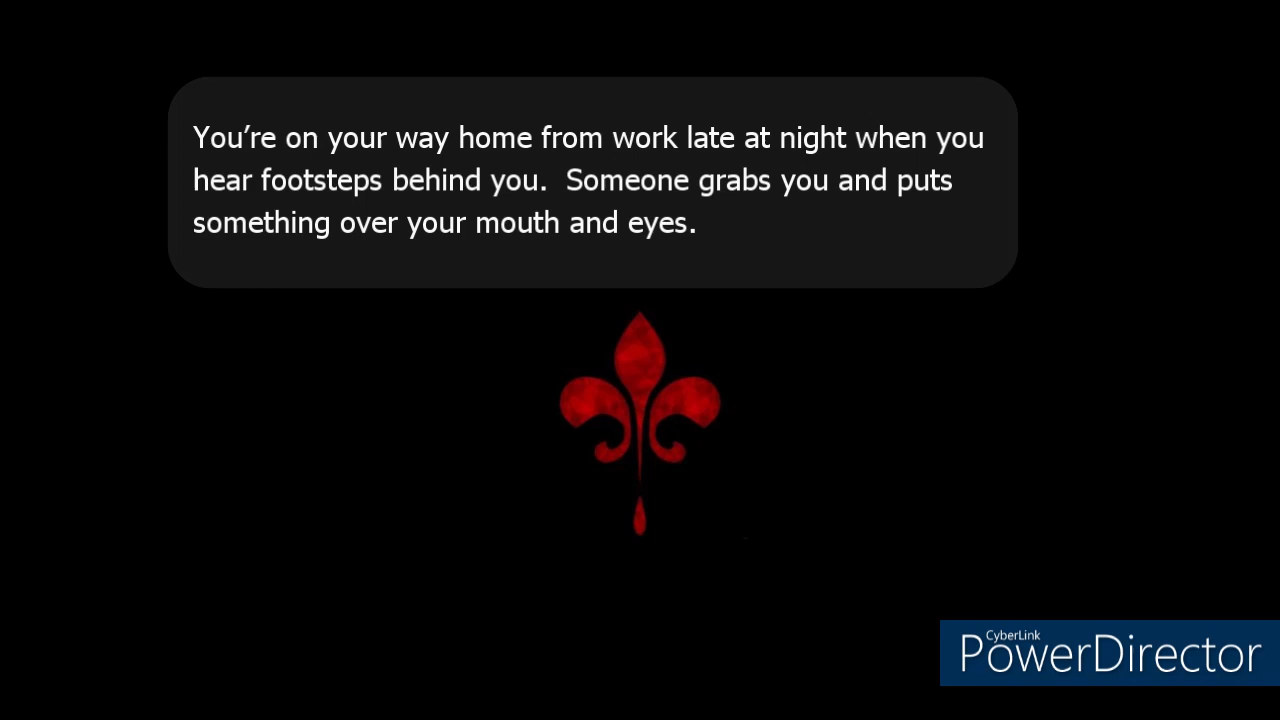 You’re on your way home from work late at night when you
hear footsteps behind you.  Someone grabs you and puts
something over your mouth and eyes.
CyberLink
PowerDirector